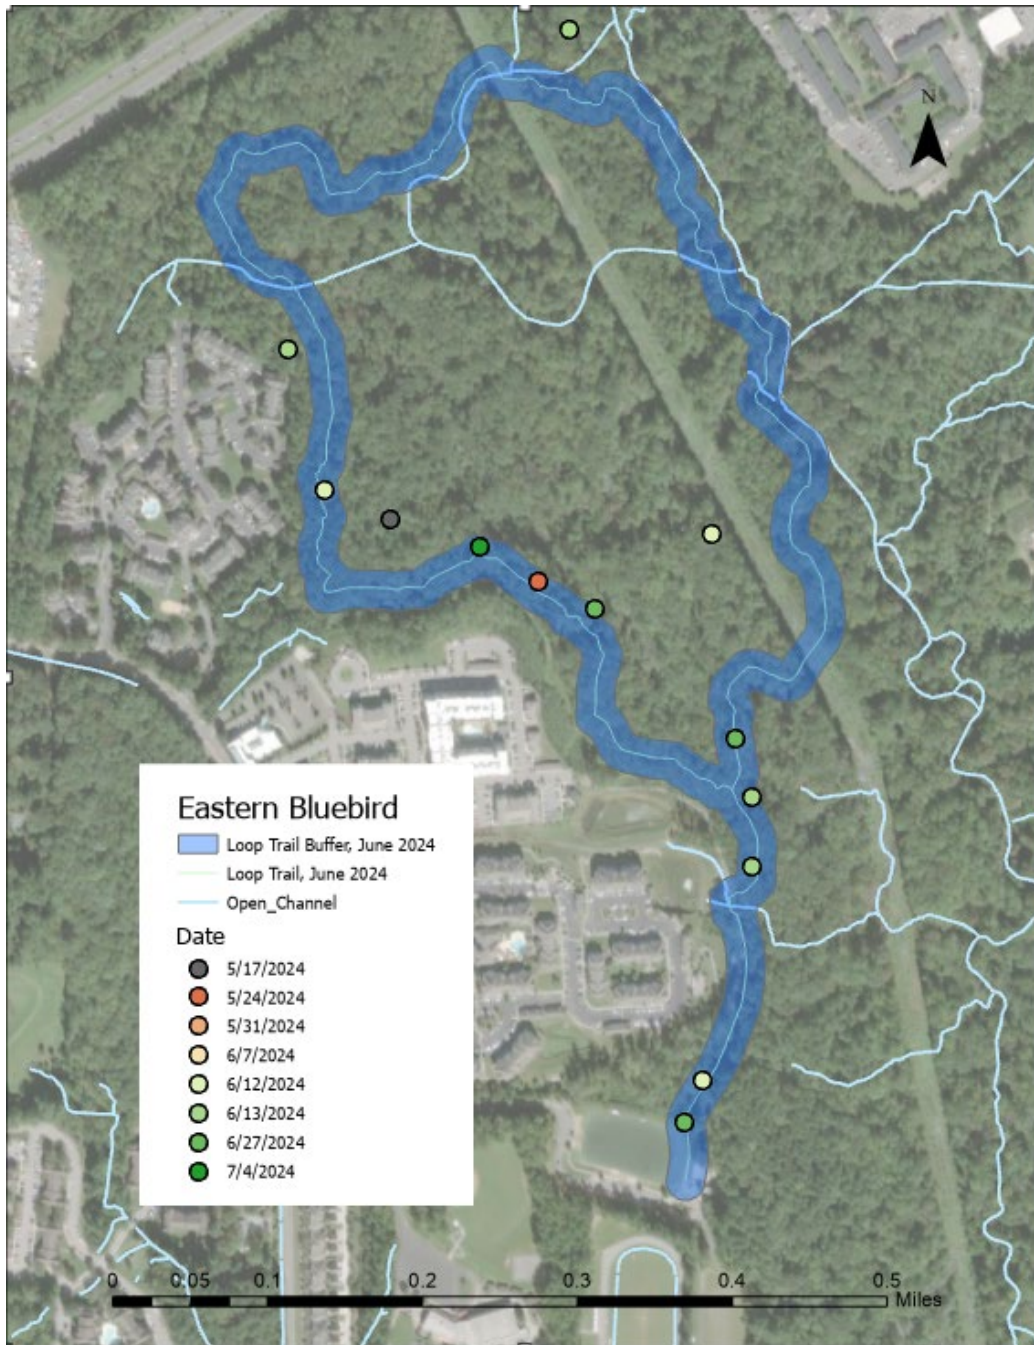 N
Eastern Bluebird
Loop Trail Buffer, June 2024
Loop Trail, June 2024
Open_Channel
Date
5/17/2024
5/24/2024
5/31/2024
6/7/2024
6/12/2024
6/13/2024
6/27/2024
7/4/2024
0 0.05 0.1 0.2 0.3 0.4 0.5
Miles